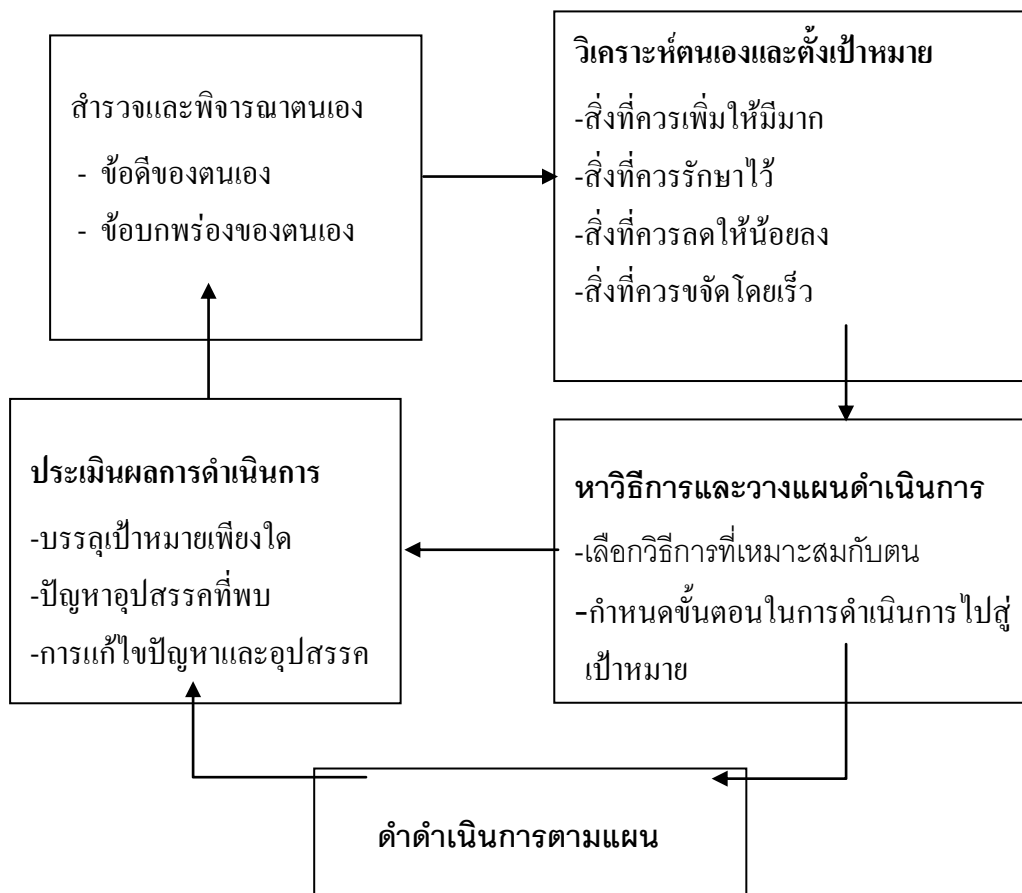 สำรวจและพิจารณาตนเอง
- ข้อดีของตนเอง
- ข้อบกพร่องของตนเอง
วิเคราะห์ตนเองและตั้งเป้าหมาย
-สิ่งที่ควรเพิ่มให้มีมาก
-สิ่งที่ควรรักษาไว้
-สิ่งที่ควรลดให้น้อยลง
-สิ่งที่ควรขจัดโดยเร็ว
หาวิธีการและวางแผนดำเนินการ
-เลือกวิธีการที่เหมาะสมกับตน
-กำหนดขั้นตอนในการดำเนินการไปสู่
เป้าหมาย
ดำดำเนินการตามแผน
ประเมินผลการดำเนินการ
-บรรลุเป้าหมายเพียงใด
-ปัญหาอุปสรรคที่พบ
-การแก้ไขปัญหาและอุปสรรค